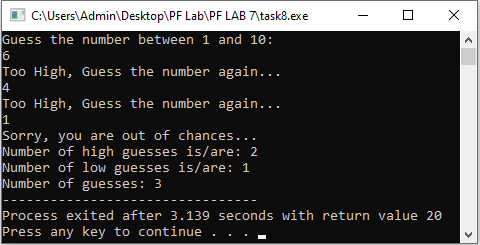 C:\Users\Admin\Desktop\PF Lab\PF LAB 7\task8.exe
Guess the number between 1 and 10:
6
Too High, Guess the number again...
4
Too High, Guess the number again...
1
Sorry, you are out of chances...
Number of high guesses is/are: 2
Number of low guesses is/are: 1
Number of guesses: 3
--------------------------------
Process exited after 3.139 seconds with return value 20
Press any key to continue . . .